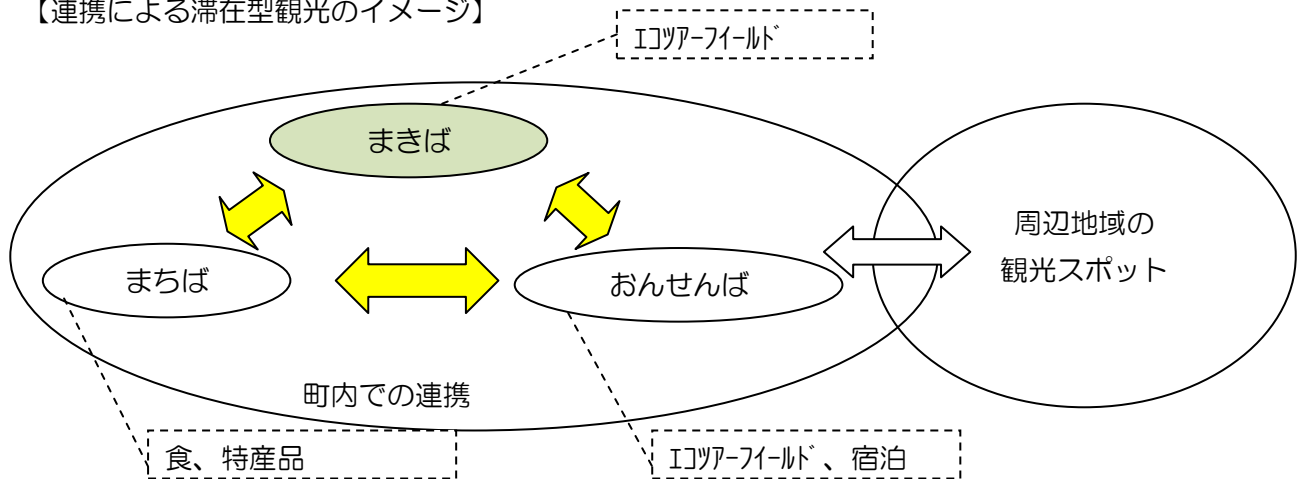 【連携による滞在型観光のイメージ】
ｴｺﾂｱｰﾌｲｰﾙﾄﾞ
まきば
まちば
おんせんば
周辺地域の
観光スポット
町内での連携
食、特産品
ｴｺﾂｱｰﾌｲｰﾙﾄﾞ、宿泊